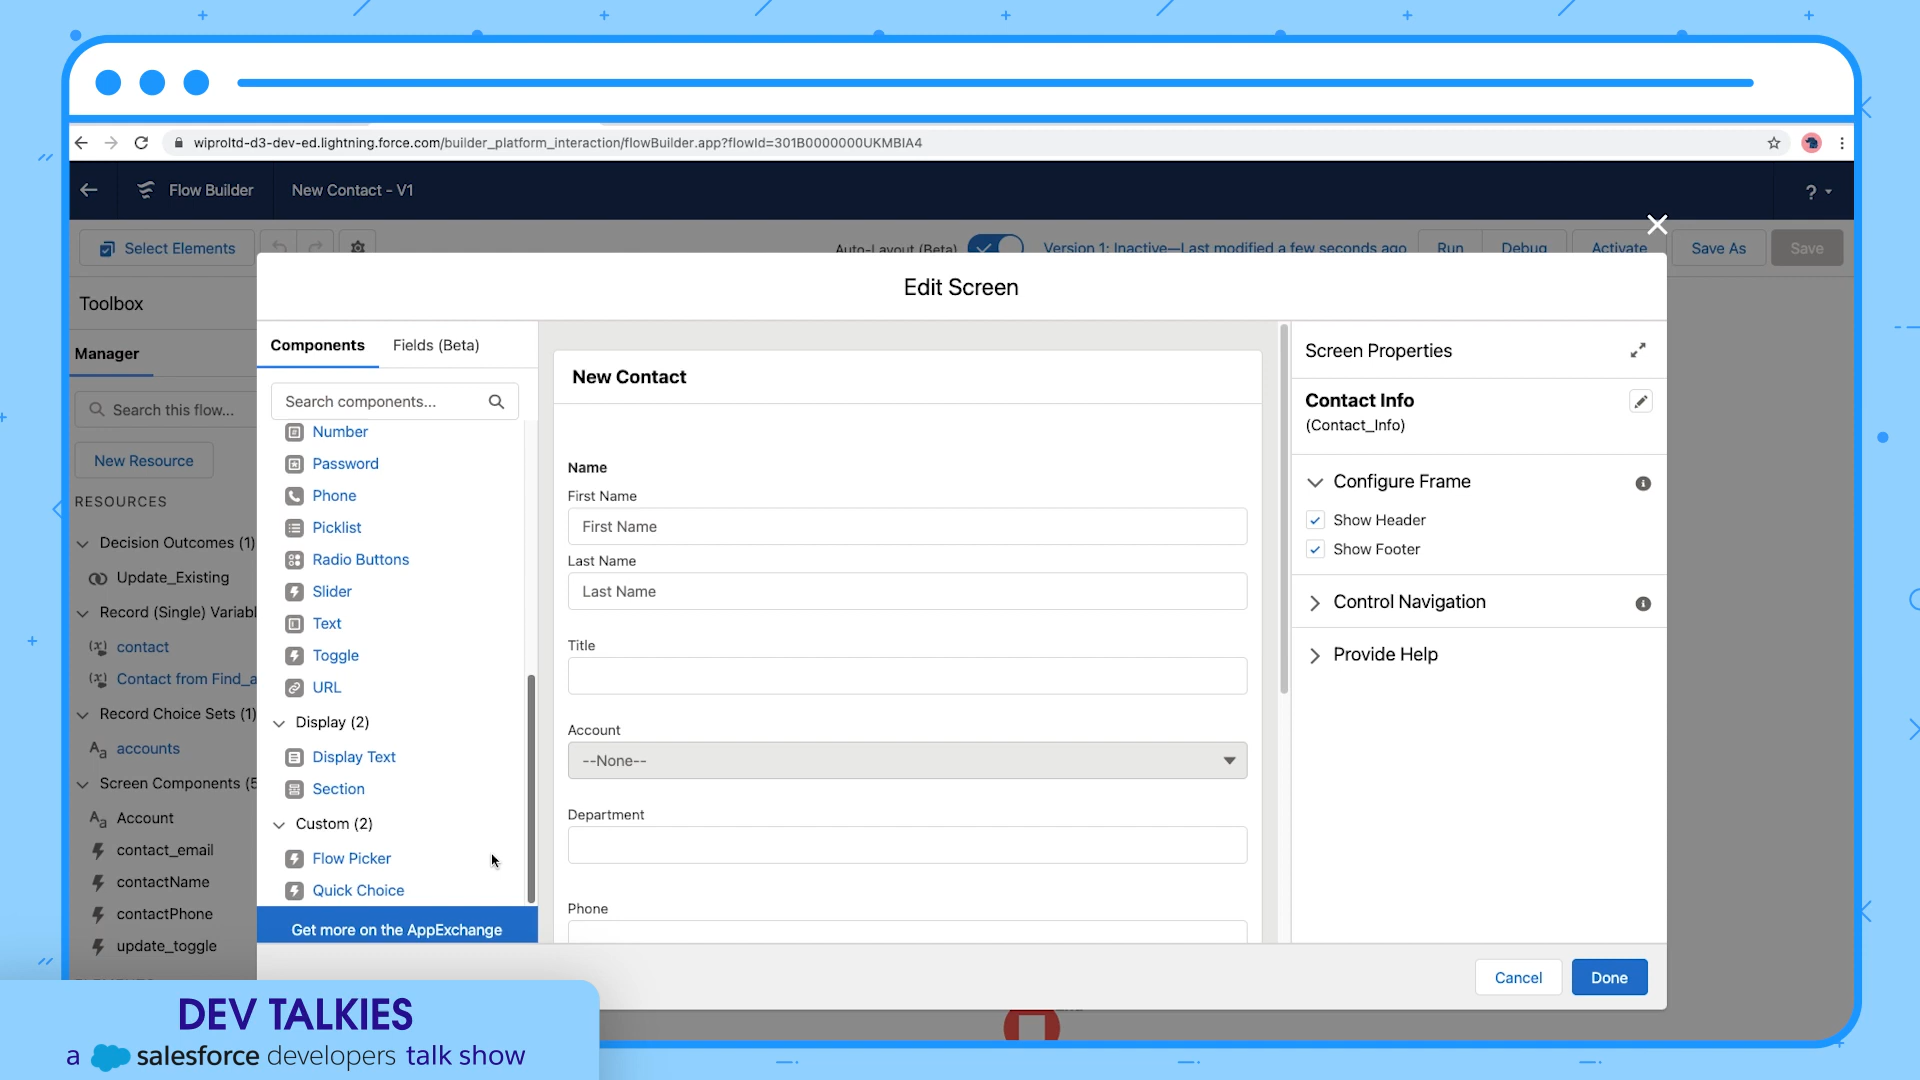 wiproltd-d3-dev-ed.lightning.force.com/builder_platform_interaction/flowBuilder.app?flowId=301B0000000UKMBIA4
Flow Builder
New Contact - V1
?
Select Elements
Auto-Layout (Beta)
Version 1: Inactive—Last modified a few seconds ago
Run
Debug
Activate
Save As
Save
Toolbox
Manager
Search this flow...
New Resource
RESOURCES
Decision Outcomes (1)
Update_Existing
Record (Single) Variabl
contact
Contact from Find_a
Record Choice Sets (1)
accounts
Screen Components (5
Account
contact_email
contactName
contactPhone
update_toggle
Edit Screen
Components
Fields (Beta)
Search components...
Number
Password
Phone
Picklist
Radio Buttons
Slider
Text
Toggle
URL
Display (2)
Display Text
Section
Custom (2)
Flow Picker
Quick Choice
Get more on the AppExchange
New Contact
Name
First Name
First Name
Last Name
Last Name
Title
Account
--None--
Department
Phone
Screen Properties
Contact Info
(Contact_Info)
Configure Frame
Show Header
Show Footer
Control Navigation
Provide Help
Cancel
Done
DEV TALKIES
a salesforce developers talk show